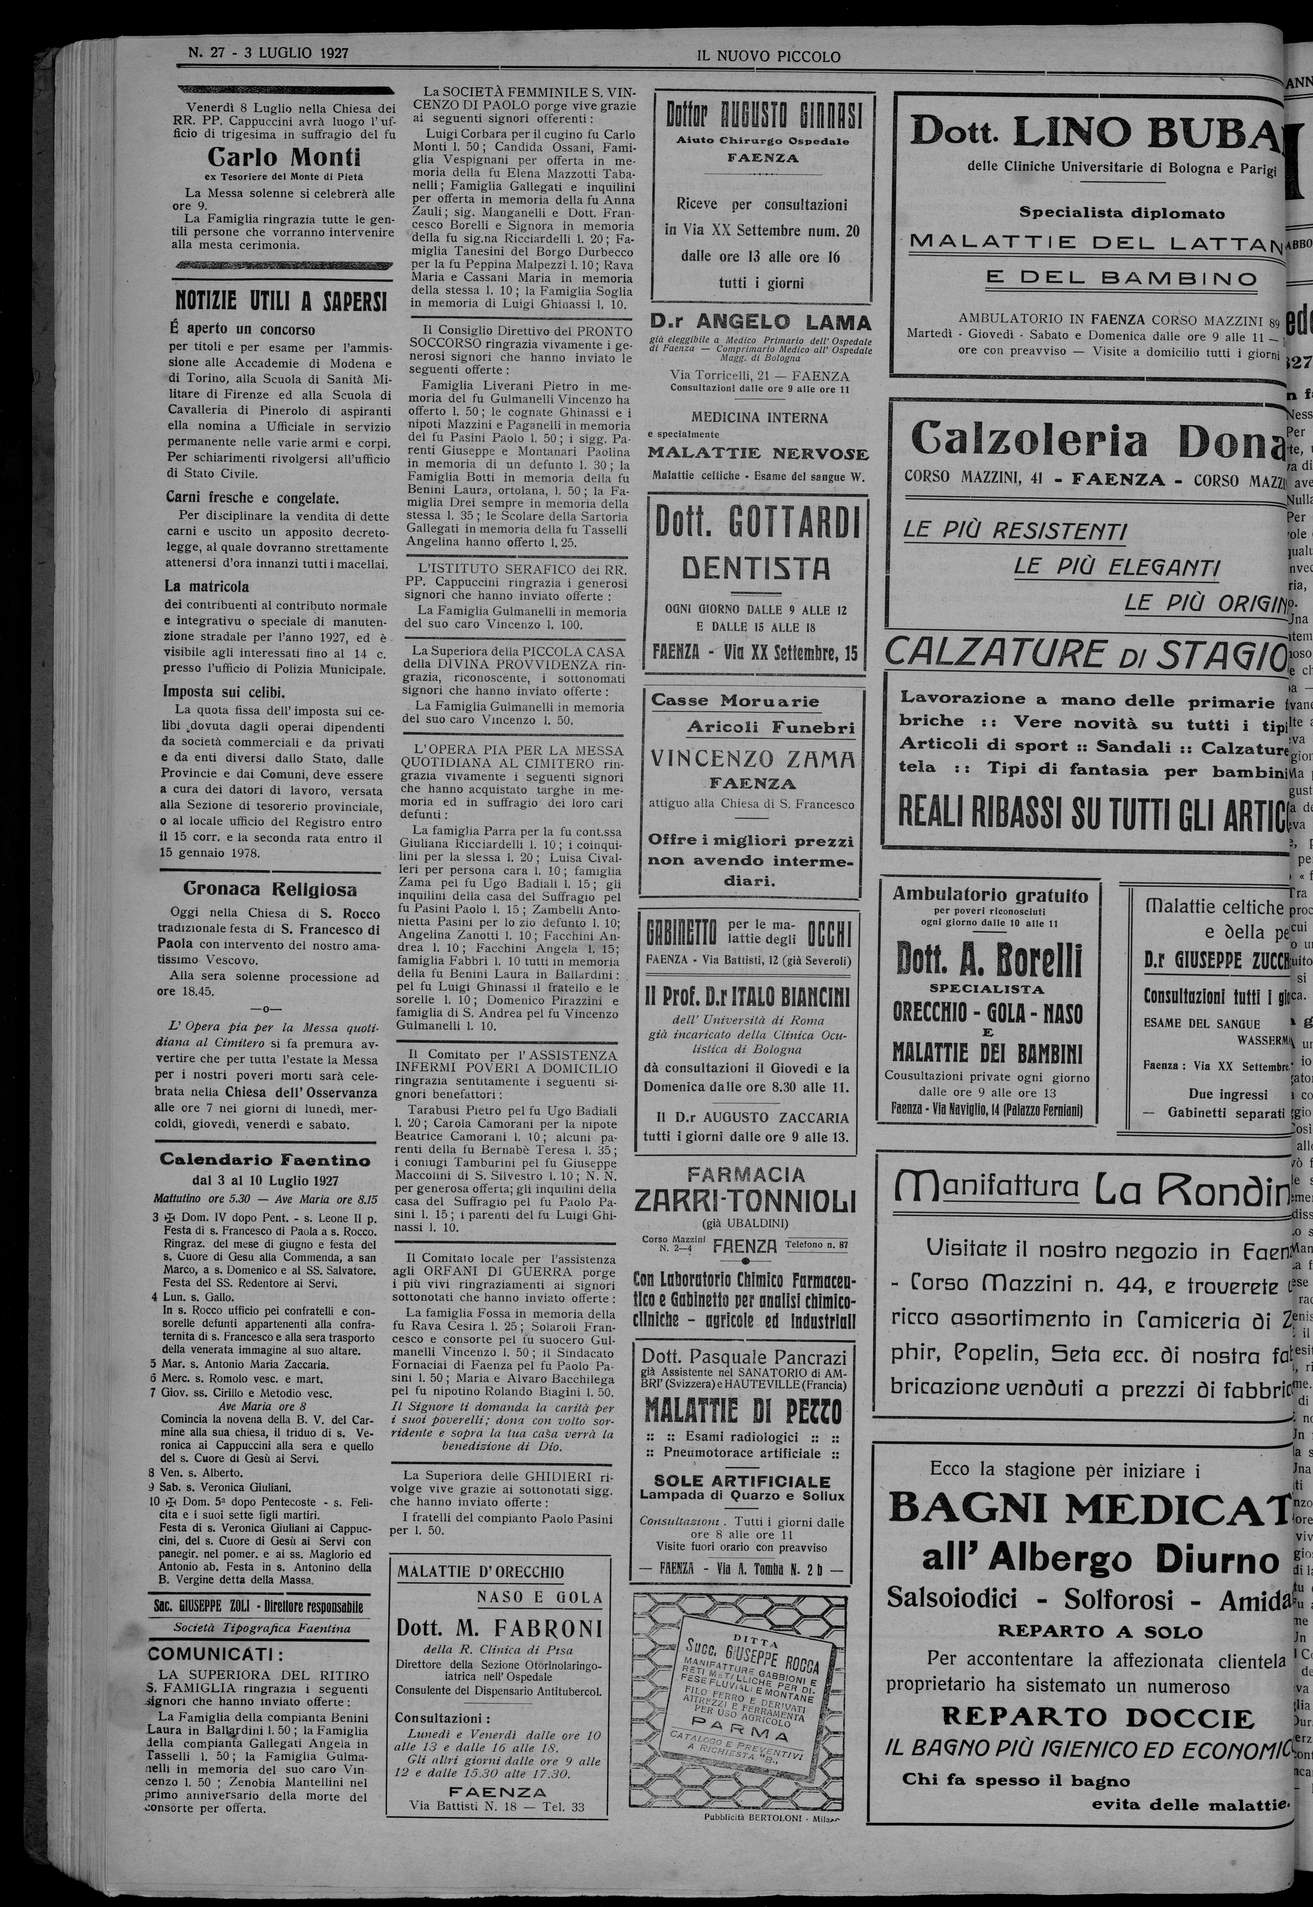 N. 27 - 3 LUGLIO 1927
IL NUOVO PICCOLO
Venerdì 8 Luglio nella Chiesa dei
RR. PP. Cappuccini avrà luogo l'uf-
ficio di trigesima in suffragio del fu
Carlo Monti
ex Tesoriere del Monte di Pietà
La Messa solenne si celebrerà alle
ore 9.
La Famiglia ringrazia tutte le gen-
tili persone che vorranno intervenire
alla mesta cerimonia.
NOTIZIE UTILI A SAPERSI
É aperto un concorso
per titoli e per esame per l'ammis-
sione alle Accademie di Modena e
di Torino, alla Scuola di Sanità Mi-
litare di Firenze ed alla Scuola di
Cavalleria di Pinerolo di aspiranti
ella nomina a Ufficiale in servizio
permanente nelle varie armi e corpi.
Per schiarimenti rivolgersi all'ufficio
di Stato Civile.
Carni fresche e congelate.
Per disciplinare la vendita di dette
carni e uscito un apposito decreto-
legge, al quale dovranno strettamente
attenersi d'ora innanzi tutti i macellai.
La matricola
dei contribuenti al contributo normale
e integrativu o speciale di manuten-
zione stradale per l'anno 1927, ed è
visibile agli interessati fino al 14 c.
presso l'ufficio di Polizia Municipale.
Imposta sui celibi.
La quota fissa dell'imposta sui ce-
libi dovuta dagli operai dipendenti
da società commerciali e da privati
e da enti diversi dallo Stato, dalle
Provincie e dai Comuni, deve essere
a cura dei datori di lavoro, versata
alla Sezione di tesorerio provinciale,
o al locale ufficio del Registro entro
il 15 corr. e la seconda rata entro il
15 gennaio 1978.
Cronaca Religiosa
Oggi nella Chiesa di S. Rocco
tradizionale festa di S. Francesco di
Paola con intervento del nostro ama-
tissimo Vescovo.
Alla sera solenne processione ad
ore 18.45.
—o—
L'Opera pia per la Messa quoti-
diana al Cimitero si fa premura av-
vertire che per tutta l'estate la Messa
per i nostri poveri morti sarà cele-
brata nella Chiesa dell'Osservanza
alle ore 7 nei giorni di lunedì, mer-
coldi, giovedì, venerdì e sabato.
Calendario Faentino
dal 3 al 10 Luglio 1927
Mattutino ore 5.30 — Ave Maria ore 8.15
3 ✠ Dom. IV dopo Pent. - s. Leone II p.
Festa di s. Francesco di Paola a s. Rocco.
Ringraz. del mese di giugno e festa del
s. Cuore di Gesu alla Commenda, a san
Marco, a s. Domenico e al SS. Salvatore.
Festa del SS. Redentore ai Servi.
4 Lun. s. Gallo.
In s. Rocco ufficio pei confratelli e con-
sorelle defunti appartenenti alla confra-
ternita di s. Francesco e alla sera trasporto
della venerata immagine al suo altare.
5 Mar. s. Antonio Maria Zaccaria.
6 Merc. s. Romolo vesc. e mart.
7 Giov. ss. Cirillo e Metodio vesc.
Ave Maria ore 8
Comincia la novena della B. V. del Car-
mine alla sua chiesa, il triduo di s. Ve-
ronica ai Cappuccini alla sera e quello
del s. Cuore di Gesù ai Servi.
8 Ven. s. Alberto.
9 Sab. s. Veronica Giuliani.
10 ✠ Dom. 5ª dopo Pentecoste - s. Feli-
cita e i suoi sette figli martiri.
Festa di s. Veronica Giuliani ai Cappuc-
cini, del s. Cuore di Gesù ai Servi con
panegir. nel pomer. e ai ss. Maglorio ed
Antonio ab. Festa in s. Antonino della
B. Vergine detta della Massa.
Sac. GIUSEPPE ZOLI - Direttore responsabile
Società Tipografica Faentina
COMUNICATI:
LA SUPERIORA DEL RITIRO
S. FAMIGLIA ringrazia i seguenti
signori che hanno inviato offerte:
La Famiglia della compianta Benini
Laura in Ballardini l. 50; la Famiglia
della compianta Gallegati Angela in
Tasselli l. 50; la Famiglia Gulma-
nelli in memoria del suo caro Vin
cenzo l. 50; Zenobia Mantellini nel
primo anniversario della morte del
consorte per offerta.
La SOCIETÀ FEMMINILE S. VIN-
CENZO DI PAOLO porge vive grazie
ai seguenti signori offerenti:
Luigi Corbara per il cugino fu Carlo
Monti l. 50; Candida Ossani, Fami-
glia Vespignani per offerta in me-
moria della fu Elena Mazzotti Taba-
nelli; Famiglia Gallegati e inquilini
per offerta in memoria della fu Anna
Zauli; sig. Manganelli e Dott. Fran-
cesco Borelli e Signora in memoria
della fu sig.na Ricciardelli l. 20; Fa-
miglia Tanesini del Borgo Durbecco
per la fu Peppina Malpezzi l. 10; Rava
Maria e Cassani Maria in memoria
della stessa l. 10; la Famiglia Soglia
in memoria di Luigi Ghinassi l. 10.
Il Consiglio Direttivo del PRONTO
SOCCORSO ringrazia vivamente i ge-
nerosi signori che hanno inviato le
seguenti offerte:
Famiglia Liverani Pietro in me-
moria del fu Gulmanelli Vincenzo ha
offerto l. 50; le cognate Ghinassi e i
nipoti Mazzini e Paganelli in memoria
del fu Pasini Paolo l. 50; i sigg. Pa-
renti Giuseppe e Montanari Paolina
in memoria di un defunto l. 30; la
Famiglia Botti in memoria della fu
Benini Laura, ortolana, l. 50; la Fa-
miglia Drei sempre in memoria della
stessa l. 35; le Scolare della Sartoria
Gallegati in memoria della fu Tasselli
Angelina hanno offerto l. 25.
L'ISTITUTO SERAFICO dei RR.
PP. Cappuccini ringrazia i generosi
signori che hanno inviato offerte:
La Famiglia Gulmanelli in memoria
del suo caro Vincenzo l. 100.
La Superiora della PICCOLA CASA
della DIVINA PROVVIDENZA rin-
grazia, riconoscente, i sottonomati
signori che hanno inviato offerte:
La Famiglia Gulmanelli in memoria
del suo caro Vincenzo l. 50.
L'OPERA PIA PER LA MESSA
QUOTIDIANA AL CIMITERO rin-
grazia vivamente i seguenti signori
che hanno acquistato targhe in me-
moria ed in suffragio dei loro cari
defunti:
La famiglia Parra per la fu cont.ssa
Giuliana Ricciardelli l. 10; i coinqui-
lini per la slessa l. 20; Luisa Cival-
leri per persona cara l. 10; famiglia
Zama pel fu Ugo Badiali l. 15; gli
inquilini della casa del Suffragio pel
fu Pasini Paolo l. 15; Zambelli Anto-
nietta Pasini per lo zio defunto l. 10;
Angelina Zanotti l. 10; Facchini An-
drea l. 10; Facchini Angela l. 15;
famiglia Fabbri l. 10 tutti in memoria
della fu Benini Laura in Ballardini;
pel fu Luigi Ghinassi il fratello e le
sorelle l. 10; Domenico Pirazzini e
famiglia di S. Andrea pel fu Vincenzo
Gulmanelli l. 10.
Il Comitato per l'ASSISTENZA
INFERMI POVERI A DOMICILIO
ringrazia sentitamente i seguenti si-
gnori benefattori:
Tarabusi Pietro pel fu Ugo Badiali
l. 20; Carola Camorani per la nipote
Beatrice Camorani l. 10; alcuni pa-
renti della fu Bernabè Teresa l. 35;
i coniugi Tamburini pel fu Giuseppe
Maccolini di S. Silvestro l. 10; N. N.
per generosa offerta; gli inquilini della
casa del Suffragio pel fu Paolo Pa-
sini l. 15; i parenti del fu Luigi Ghi-
nassi l. 10.
Il Comitato locale per l'assistenza
agli ORFANI DI GUERRA porge
i più vivi ringraziamenti ai signori
sottonotati che hanno inviato offerte:
La famiglia Fossa in memoria della
fu Rava Cesira l. 25; Solaroli Fran-
cesco e consorte pel fu suocero Gul-
manelli Vincenzo l. 50; il Sindacato
Fornaciai di Faenza pel fu Paolo Pa-
sini l. 50; Maria e Alvaro Bacchilega
pel fu nipotino Rolando Biagini l. 50.
Il Signore ti domanda la carità per
i suoi poverelli; dona con volto sor-
ridente e sopra la tua casa verrà la
benedizione di Dio.
La Superiora delle GHIDIERI ri-
volge vive grazie ai sottonotati sigg.
che hanno inviato offerte:
I fratelli del compianto Paolo Pasini
per l. 50.
MALATTIE D'ORECCHIO
NASO E GOLA
Dott. M. FABRONI
della R. Clinica di Pisa
Direttore della Sezione Otorinolaringo-
iatrica nell'Ospedale
Consulente del Dispensario Antitubercol.
Consultazioni:
Lunedì e Venerdì dalle ore 10
alle 13 e dalle 16 alle 18.
Gli altri giorni dalle ore 9 alle
12 e dalle 15.30 alle 17.30.
FAENZA
Via Battisti N. 18 — Tel. 33
Dottor AUGUSTO GINNASI
Aiuto Chirurgo Ospedale
FAENZA
Riceve per consultazioni
in Via XX Settembre num. 20
dalle ore 13 alle ore 16
tutti i giorni
D.r ANGELO LAMA
già eleggibile a Medico Primario dell'Ospedale
di Faenza — Comprimario Medico all'Ospedale
Magg. di Bologna
Via Torricelli, 21 — FAENZA
Consultazioni dalle ore 9 alle ore 11
MEDICINA INTERNA
e specialmente
MALATTIE NERVOSE
Malattie celtiche - Esame del sangue W.
Dott. GOTTARDI
DENTISTA
OGNI GIORNO DALLE 9 ALLE 12
E DALLE 15 ALLE 18
FAENZA - Via XX Settembre, 15
Casse Moruarie
Aricoli Funebri
VINCENZO ZAMA
FAENZA
attiguo alla Chiesa di S. Francesco
Offre i migliori prezzi
non avendo interme-
diari.
GABINETTO per le ma-
lattie degli OCCHI
FAENZA - Via Battisti, 12 (già Severoli)
Il Prof. D.r ITALO BIANCINI
dell'Università di Roma
già incaricato della Clinica Ocu-
listica di Bologna
dà consultazioni il Giovedì e la
Domenica dalle ore 8.30 alle 11.
Il D.r AUGUSTO ZACCARIA
tutti i giorni dalle ore 9 alle 13.
FARMACIA
ZARRI-TONNIOLI
(già UBALDINI)
Corso Mazzini
N. 2—4 FAENZA Telefono n. 87
Con Laboratorio Chimico Farmaceu-
tico e Gabinetto per analisi chimico-
cliniche - agricole ed industriali
Dott. Pasquale Pancrazi
già Assistente nel SANATORIO di AM-
BRI' (Svizzera) e HAUTEVILLE (Francia)
MALATTIE DI PETTO
:: :: Esami radiologici :: ::
:: Pneumotorace artificiale ::
SOLE ARTIFICIALE
Lampada di Quarzo e Sollux
Consultazioni. Tutti i giorni dalle
ore 8 alle ore 11
Visite fuori orario con preavviso
— FAENZA - Via A. Tomba N. 2 b —
DITTA
Succ. GIUSEPPE ROCCA
MANIFATTURE GABBIONI E
RETI METALLICHE PER DI-
FESE FLUVIALI E MONTANE
FILO FERRO E DERIVATI
ATTREZZI E FERRAMENTA
PER USO AGRICOLO
PARMA
CATALOGO E PREVENTIVI
A RICHIESTA "B"
Pubblicità BERTOLONI - Milano
Dott. LINO BUBA
delle Cliniche Universitarie di Bologna e Parigi
Specialista diplomato
MALATTIE DEL LATTAN
E DEL BAMBINO
AMBULATORIO IN FAENZA CORSO MAZZINI 89
Martedì - Giovedì - Sabato e Domenica dalle ore 9 alle 11 —
ore con preavviso — Visite a domicilio tutti i giorni
Calzoleria Dona
CORSO MAZZINI, 41 - FAENZA - CORSO MAZZI
LE PIÙ RESISTENTI
LE PIÙ ELEGANTI
LE PIÙ ORIGIN
CALZATURE DI STAGIO
Lavorazione a mano delle primarie f
briche :: Vere novità su tutti i tipi
Articoli di sport :: Sandali :: Calzature
tela :: Tipi di fantasia per bambini
REALI RIBASSI SU TUTTI GLI ARTIC
Ambulatorio gratuito
per poveri riconosciuti
ogni giorno dalle 10 alle 11
Dott. A. Borelli
SPECIALISTA
ORECCHIO - GOLA - NASO
E
MALATTIE DEI BAMBINI
Cousultazioni private ogni giorno
dalle ore 9 alle ore 13
Faenza - Via Naviglio, 14 (Palazzo Ferniani)
Malattie celtiche
e della pe
D.r GIUSEPPE ZUCC
Consultazioni tutti i gi
ESAME DEL SANGUE
WASSERMA
Faenza: Via XX Settembre
Due ingressi
— Gabinetti separati
Manifattura La Rondin
Visitate il nostro negozio in Faen
- Corso Mazzini n. 44, e troverete
ricco assortimento in Camiceria di Z
phir, Popelin, Seta ecc. di nostra fab
bricazione venduti a prezzi di fabbric
Ecco la stagione pèr iniziare i
BAGNI MEDICAT
all'Albergo Diurno
Salsoiodici - Solforosi - Amida
REPARTO A SOLO
Per accontentare la affezionata clientela
proprietario ha sistemato un numeroso
REPARTO DOCCIE
IL BAGNO PIÙ IGIENICO ED ECONOMIC
Chi fa spesso il bagno
evita delle malattie.